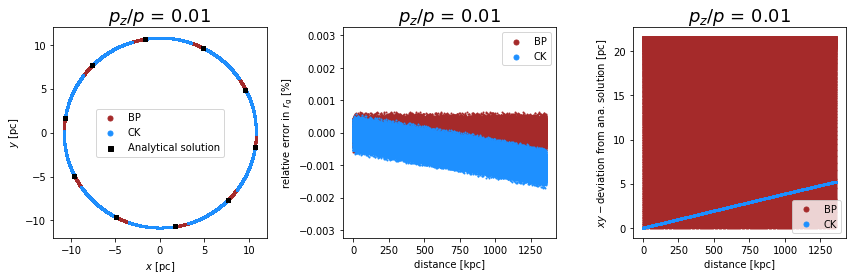 p_z/p = 0.01
y [pc]
10
5
0
−5
−10
BP
CK
Analytical solution
−10 −5 0 5 10
x [pc]
p_z/p = 0.01
relative error in r_g [%]
0.003
0.002
0.001
0.000
−0.001
−0.002
−0.003
BP
CK
0 250 500 750 1000 1250
distance [kpc]
p_z/p = 0.01
xy − deviation from ana. solution [pc]
20
15
10
5
0
BP
CK
0 250 500 750 1000 1250
distance [kpc]